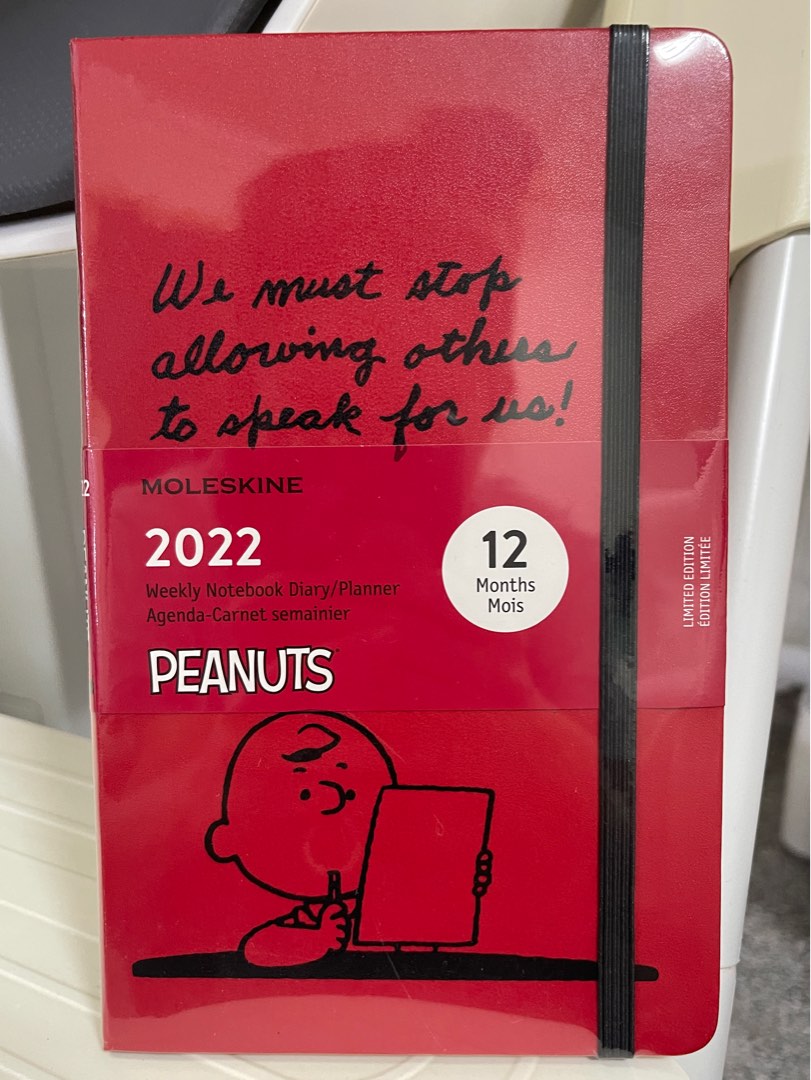 We must stop
allowing others
to speak for us!
MOLESKINE
2022
Weekly Notebook Diary/Planner
Agenda-Carnet semainier
PEANUTS
12
Months
Mois
LIMITED EDITION
ÉDITION LIMITÉE